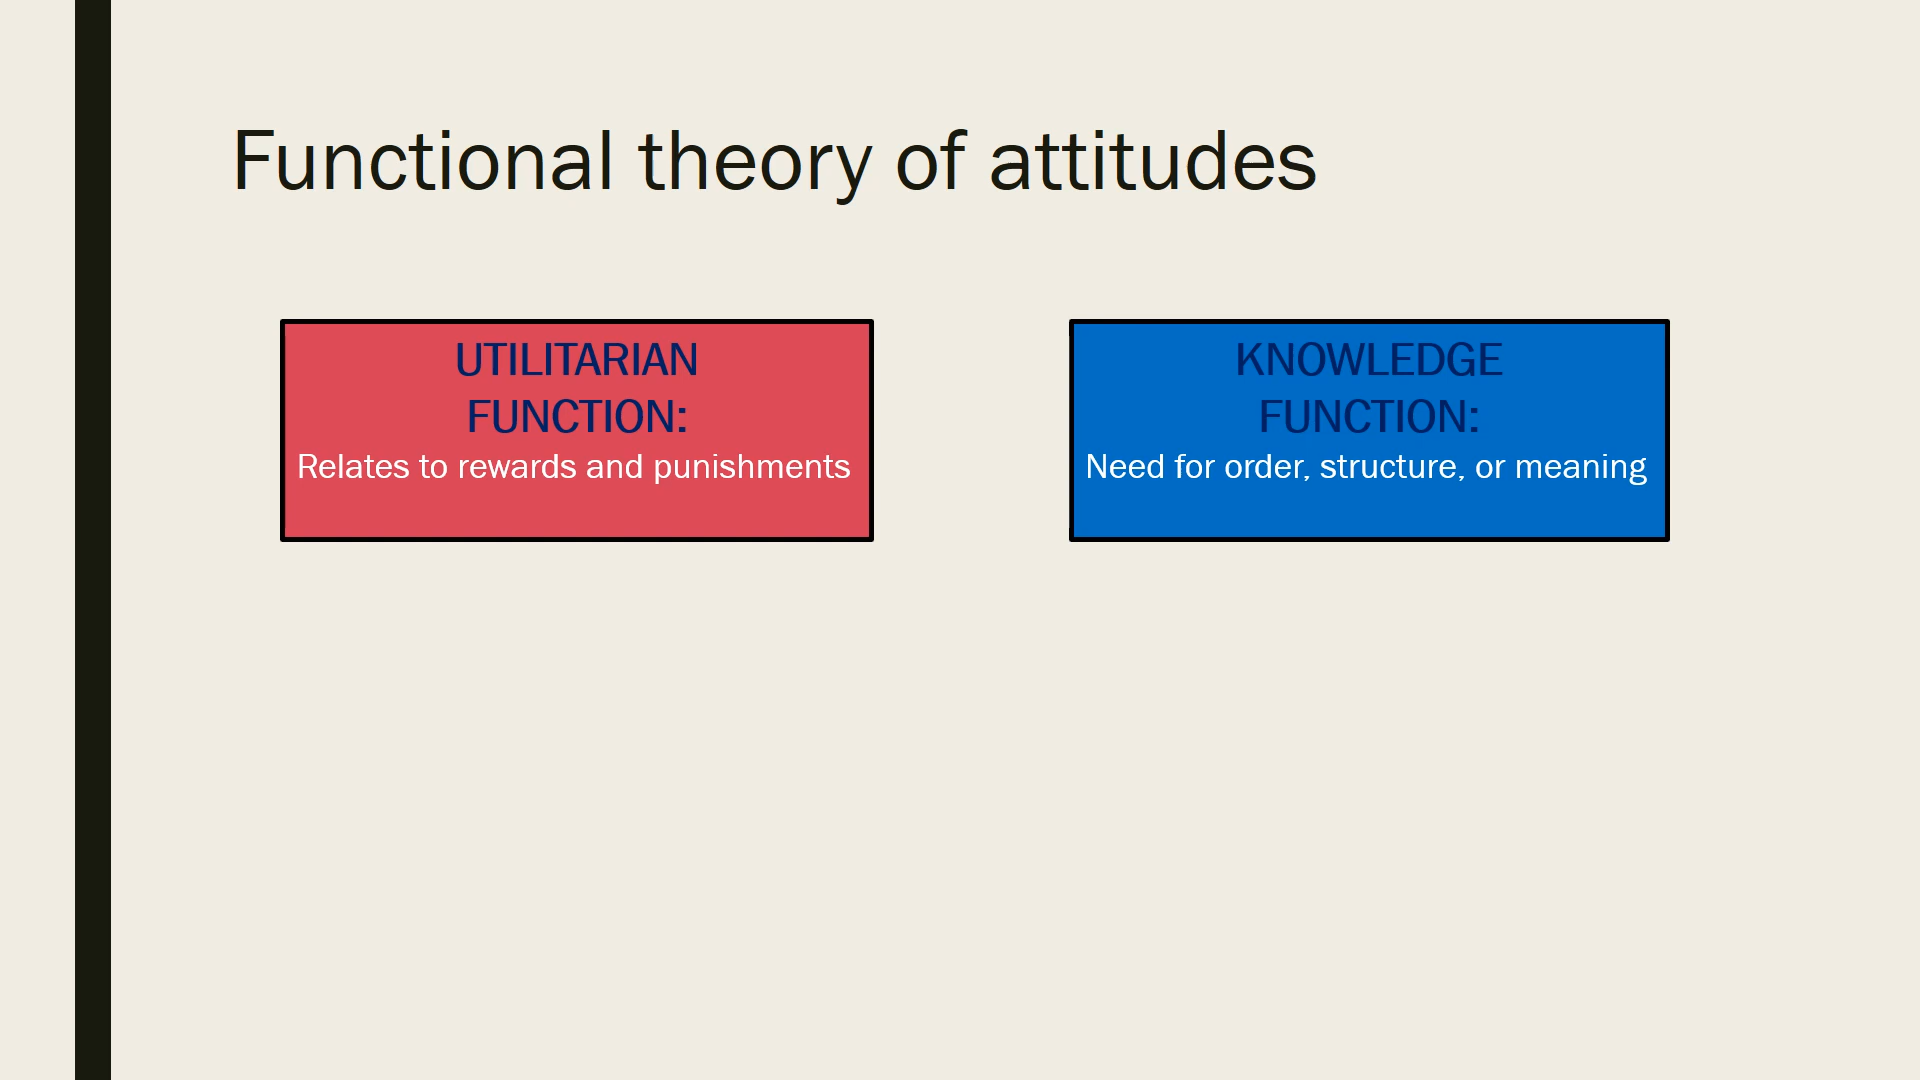 Functional theory of attitudes
UTILITARIAN
FUNCTION:
Relates to rewards and punishments
KNOWLEDGE
FUNCTION:
Need for order, structure, or meaning